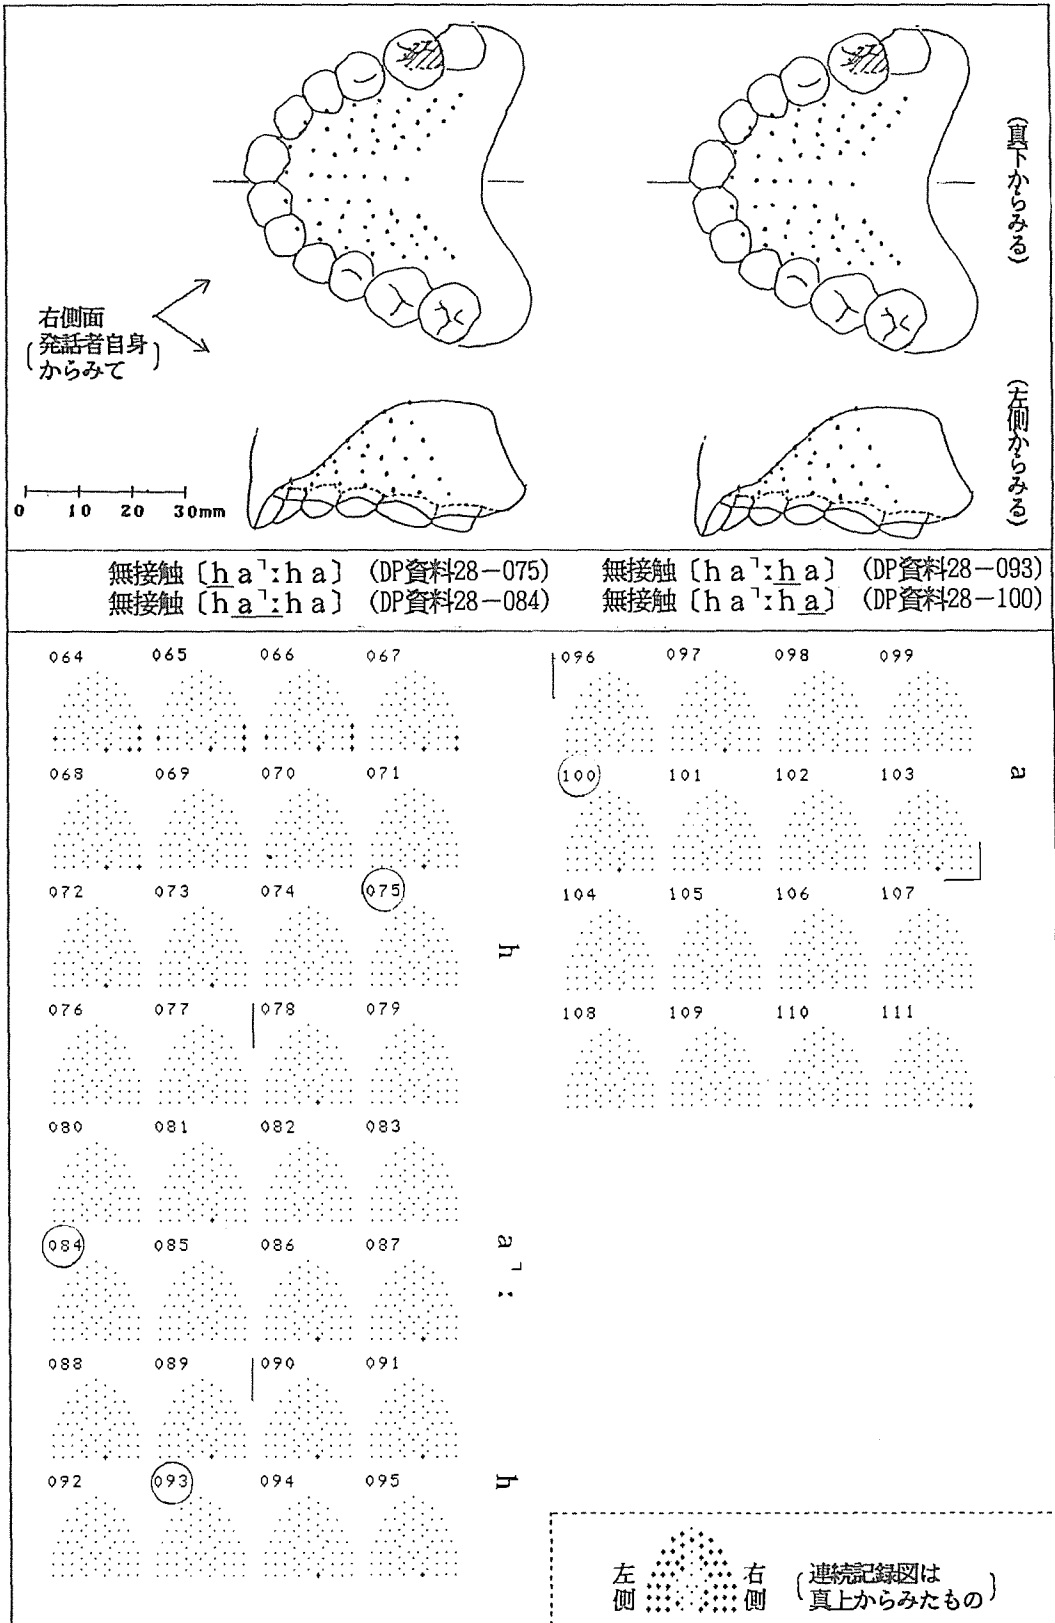 (真下からみる)
右側面
(発話者自身)
からみて
(左側からみる)
0 10 20 30mm
無接触〔ha˥:ha〕(DP資料28-075)
無接触〔ha˥:ha〕(DP資料28-084)
無接触〔ha˥:ha〕(DP資料28-093)
無接触〔ha˥:ha〕(DP資料28-100)
064 065 066 067
068 069 070 071
072 073 074 075
h
076 077 078 079
080 081 082 083
084 085 086 087
a˥:
088 089 090 091
092 093 094 095
h
096 097 098 099
100 101 102 103
a
104 105 106 107
108 109 110 111
左側
右側
(連続記録図は
真上からみたもの)